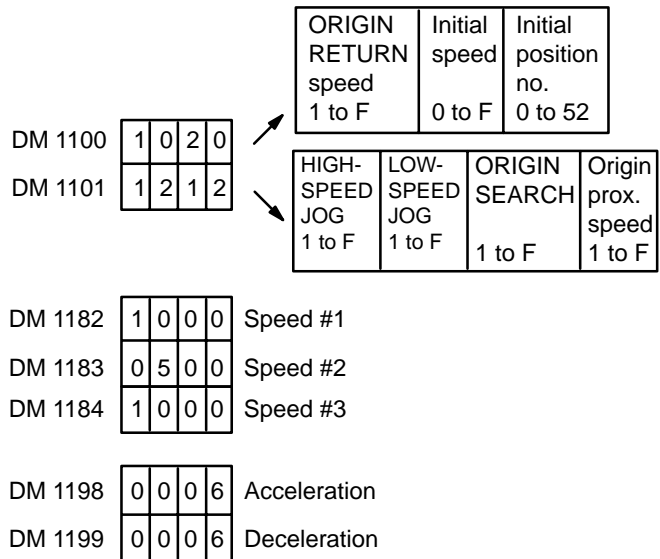 ORIGIN RETURN speed 1 to F
Initial speed 0 to F
Initial position no. 0 to 52
DM 1100 1 0 2 0
DM 1101 1 2 1 2
HIGH-SPEED JOG 1 to F
LOW-SPEED JOG 1 to F
ORIGIN SEARCH 1 to F
Origin prox. speed 1 to F
DM 1182 1 0 0 0 Speed #1
DM 1183 0 5 0 0 Speed #2
DM 1184 1 0 0 0 Speed #3
DM 1198 0 0 0 6 Acceleration
DM 1199 0 0 0 6 Deceleration